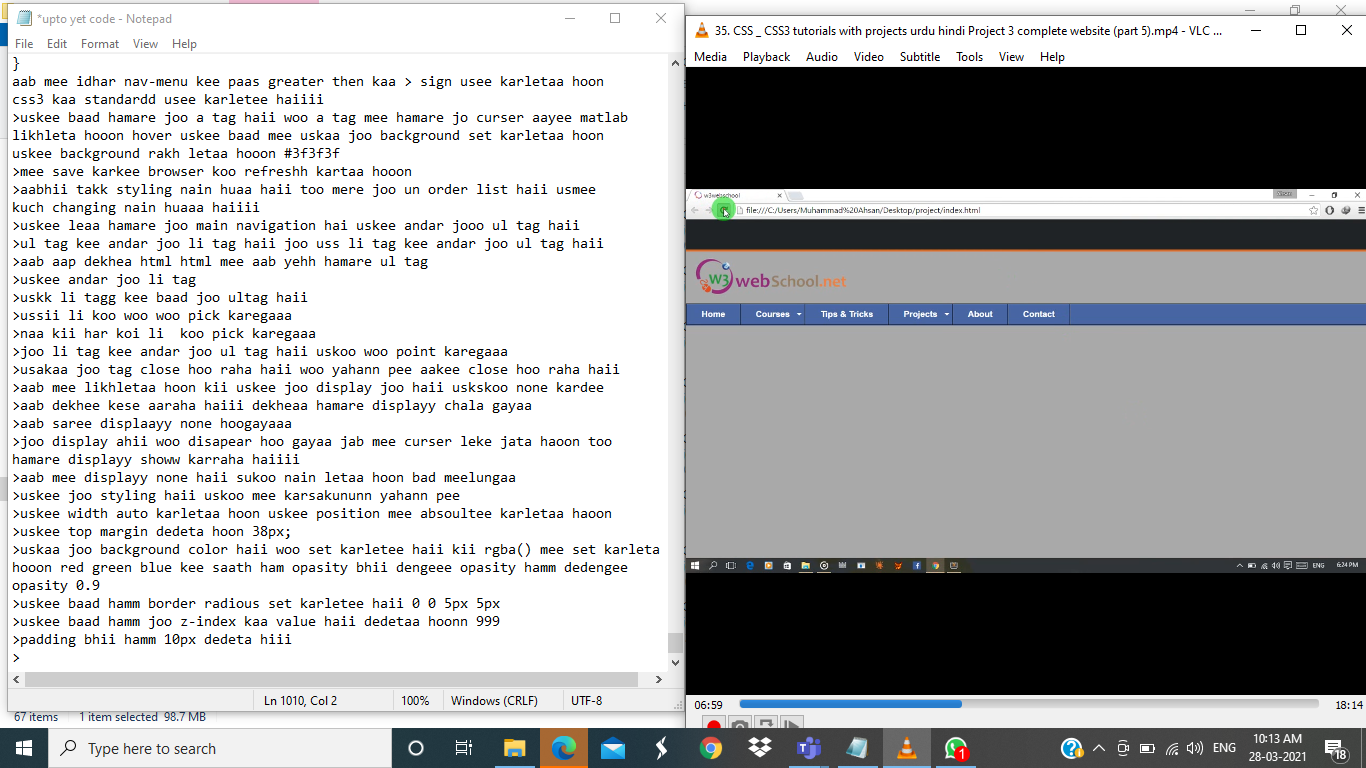 *upto yet code - Notepad
File Edit Format View Help
}
aab mee idhar nav-menu kee paas greater then kaa > sign usee karletaa hoon
css3 kaa standardd usee karletee haiiii
>uskee baad hamare joo a tag haii woo a tag mee hamare jo curser aayee matlab
likhleta hooon hover uskee baad mee uskaa joo background set karletaa hoon
uskee background rakh letaa hooon #3f3f3f
>mee save karkee browser koo refreshh kartaa hooon
>aabhii takk styling nain huaa haii too mere joo un order list haii usmee
kuch changing nain huaaa haiiii
>uskee leaa hamare joo main navigation hai uskee andar jooo ul tag haii
>ul tag kee andar joo li tag haii joo uss li tag kee andar joo ul tag haii
>aab aap dekhea html html mee aab yehh hamare ul tag
>uskee andar joo li tag
>uskk li tagg kee baad joo ultag haii
>ussii li koo woo woo pick karegaaa
>naa kii har koi li  koo pick karegaaa
>joo li tag kee andar joo ul tag haii uskoo woo point karegaaa
>usakaa joo tag close hoo raha haii woo yahann pee aakee close hoo raha haii
>aab mee likhletaa hoon kii uskee joo display joo haii uskskoo none kardee
>aab dekhee kese aaraha haiii dekheaa hamare displayy chala gayaa
>aab saree displaayy none hoogayaaa
>joo display ahii woo disapear hoo gayaa jab mee curser leke jata haoon too
hamare displayy showw karraha haiiii
>aab mee displayy none haii sukoo nain letaa hoon bad meelungaa
>uskee joo styling haii uskoo mee karsakununn yahann pee
>uskee width auto karletaa hoon uskee position mee absoultee karletaa haoon
>uskee top margin dedeta hoon 38px;
>uskaa joo background color haii woo set karletee haii kii rgba() mee set karleta
hooon red green blue kee saath ham opasity bhii dengeee opasity hamm dedengee
opasity 0.9
>uskee baad hamm border radious set karletee haii 0 0 5px 5px
>uskee baad hamm joo z-index kaa value haii dedetaa hoonn 999
>padding bhii hamm 10px dedeta hiii
>
Ln 1010, Col 2 100% Windows (CRLF) UTF-8
67 items 1 item selected 98.7 MB
35. CSS _ CSS3 tutorials with projects urdu hindi Project 3 complete website (part 5).mp4 - VLC ...
Media Playback Audio Video Subtitle Tools View Help
w3webschool
file:///C:/Users/Muhammad%20Ahsan/Desktop/project/index.html
W3webSchool.net
Home Courses Tips & Tricks Projects About Contact
ENG 6:24 PM
06:59 18:14
Type here to search
1
ENG
10:13 AM
28-03-2021
18